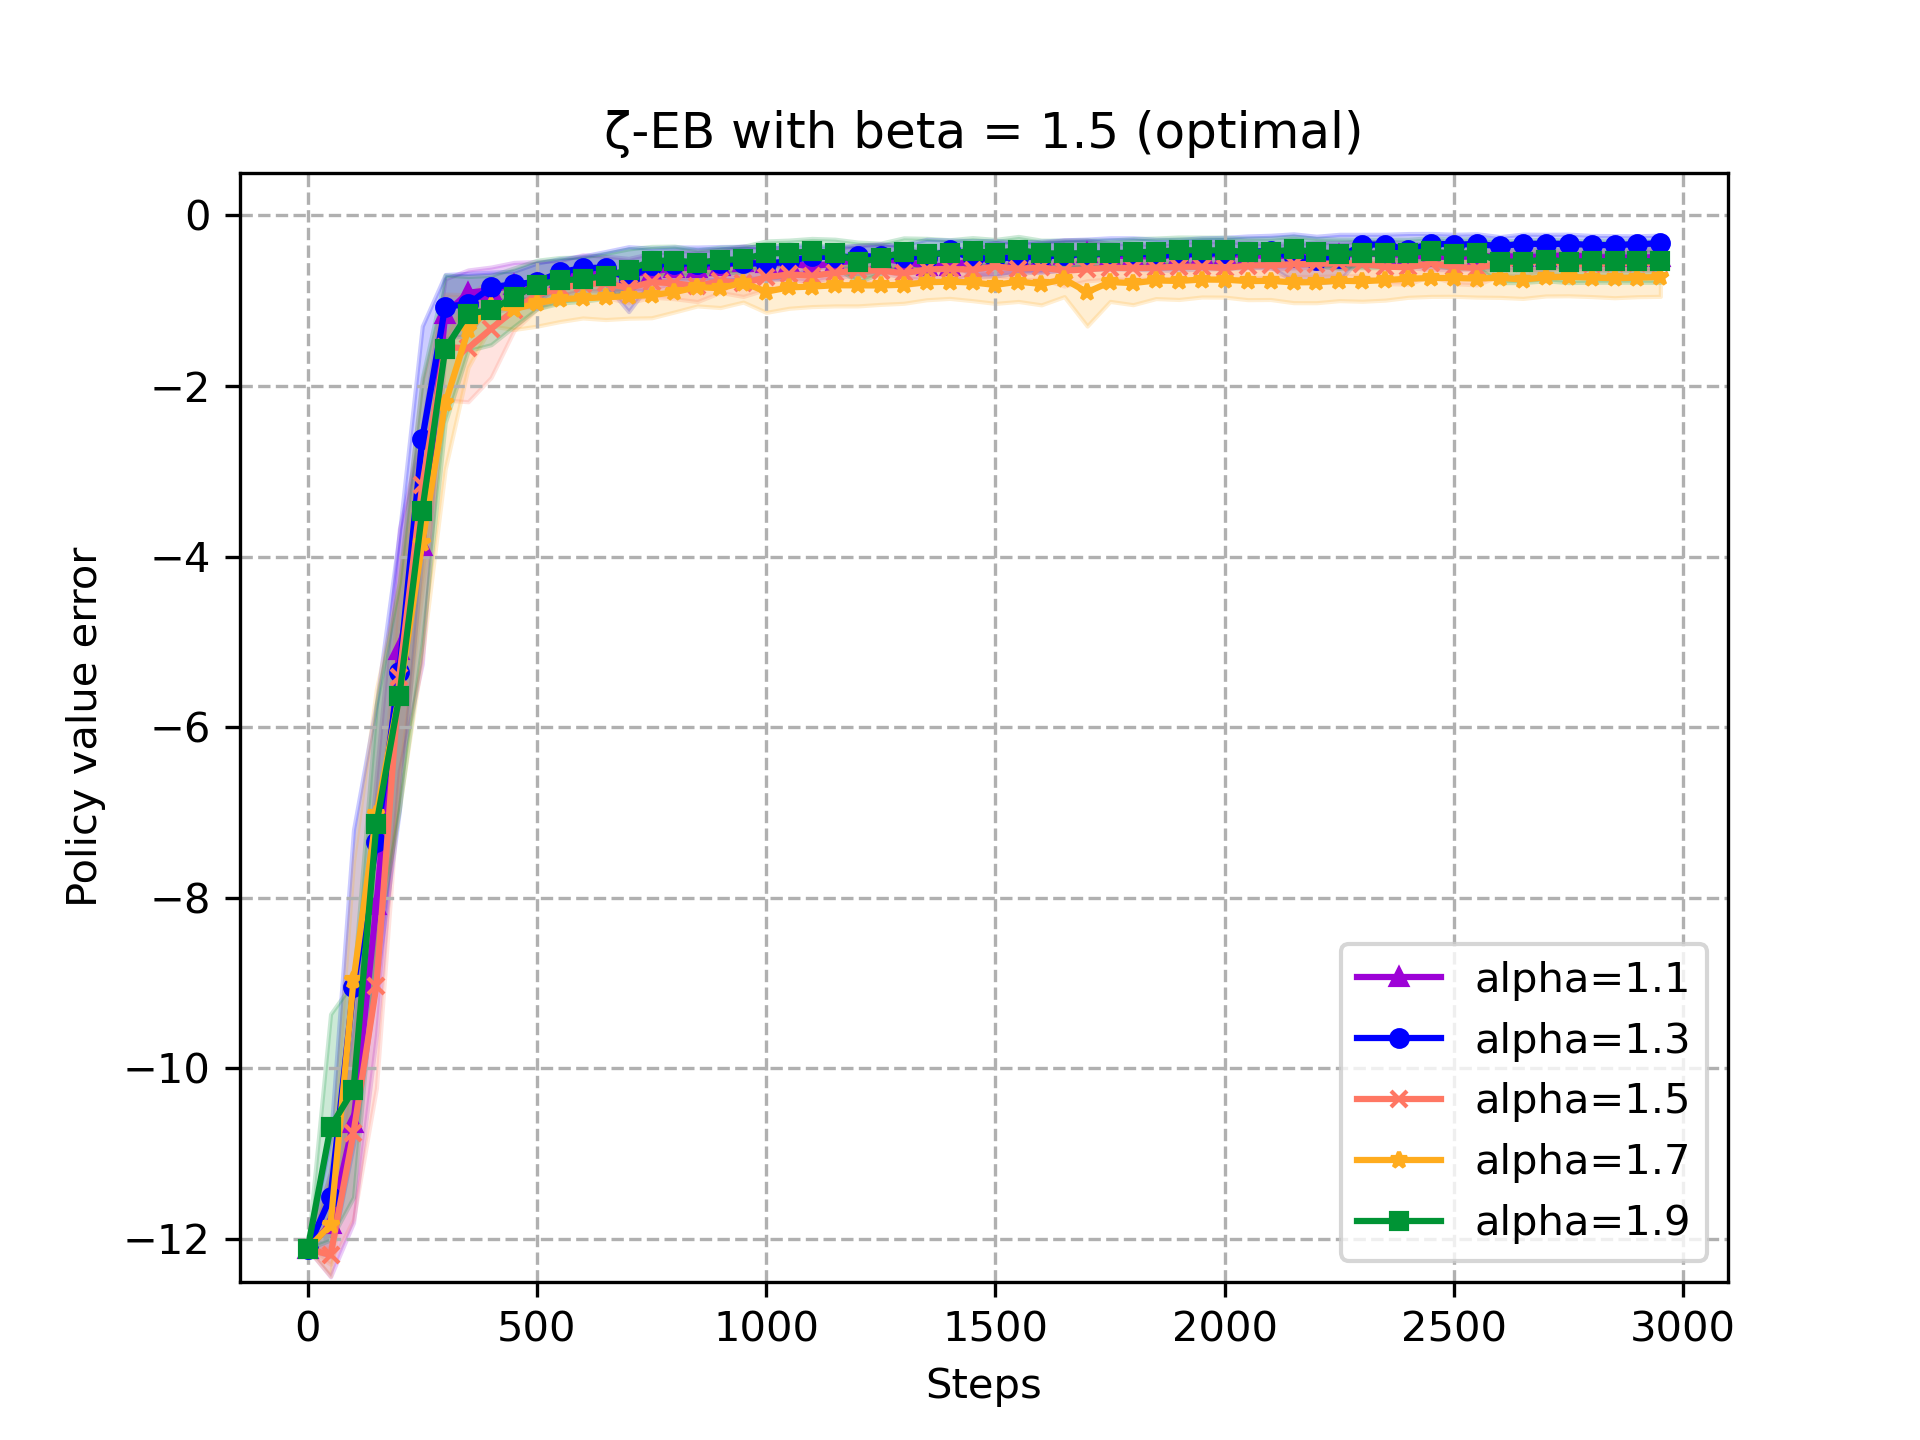 ζ-EB with beta = 1.5 (optimal)
Policy value error
0
−2
−4
−6
−8
−10
−12
0
500
1000
1500
2000
2500
3000
Steps
alpha=1.1
alpha=1.3
alpha=1.5
alpha=1.7
alpha=1.9